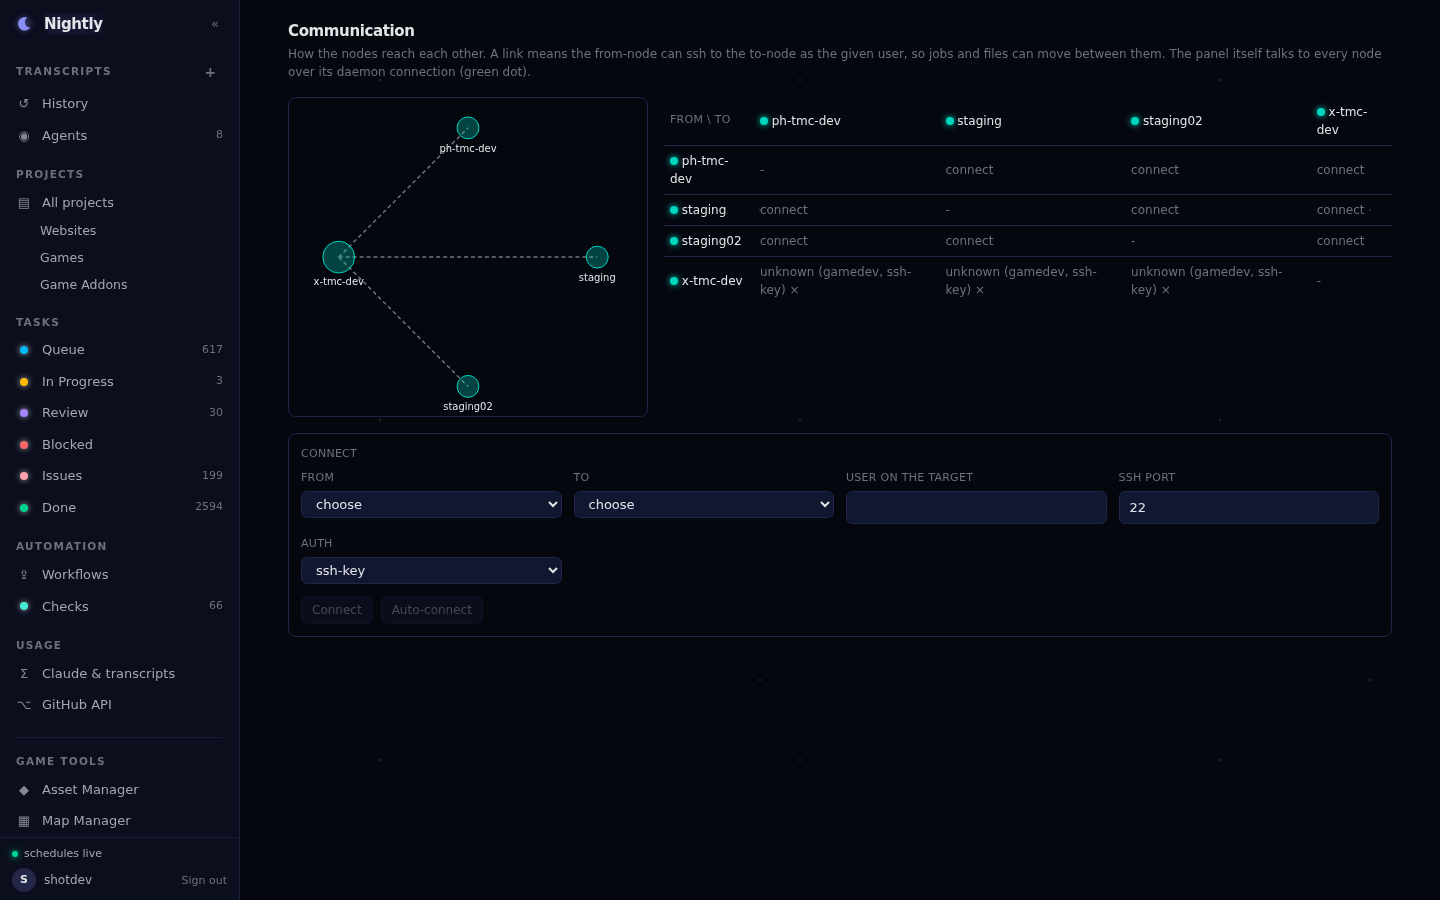 Nightly
«
TRANSCRIPTS +
History
Agents 8
PROJECTS
All projects
Websites
Games
Game Addons
TASKS
Queue 617
In Progress 3
Review 30
Blocked
Issues 199
Done 2594
AUTOMATION
Workflows
Checks 66
USAGE
Σ Claude & transcripts
GitHub API
GAME TOOLS
Asset Manager
Map Manager
schedules live
S shotdev Sign out
Communication
How the nodes reach each other. A link means the from-node can ssh to the to-node as the given user, so jobs and files can move between them. The panel itself talks to every node
over its daemon connection (green dot).
ph-tmc-dev
x-tmc-dev
staging
staging02
FROM \ TO ph-tmc-dev staging staging02 x-tmc-
dev
ph-tmc-
dev - connect connect connect
staging connect - connect connect
staging02 connect connect - connect
x-tmc-dev unknown (gamedev, ssh-
key) × unknown (gamedev, ssh-
key) × unknown (gamedev, ssh-
key) × -
CONNECT
FROM TO USER ON THE TARGET SSH PORT
choose choose 22
AUTH
ssh-key
Connect Auto-connect